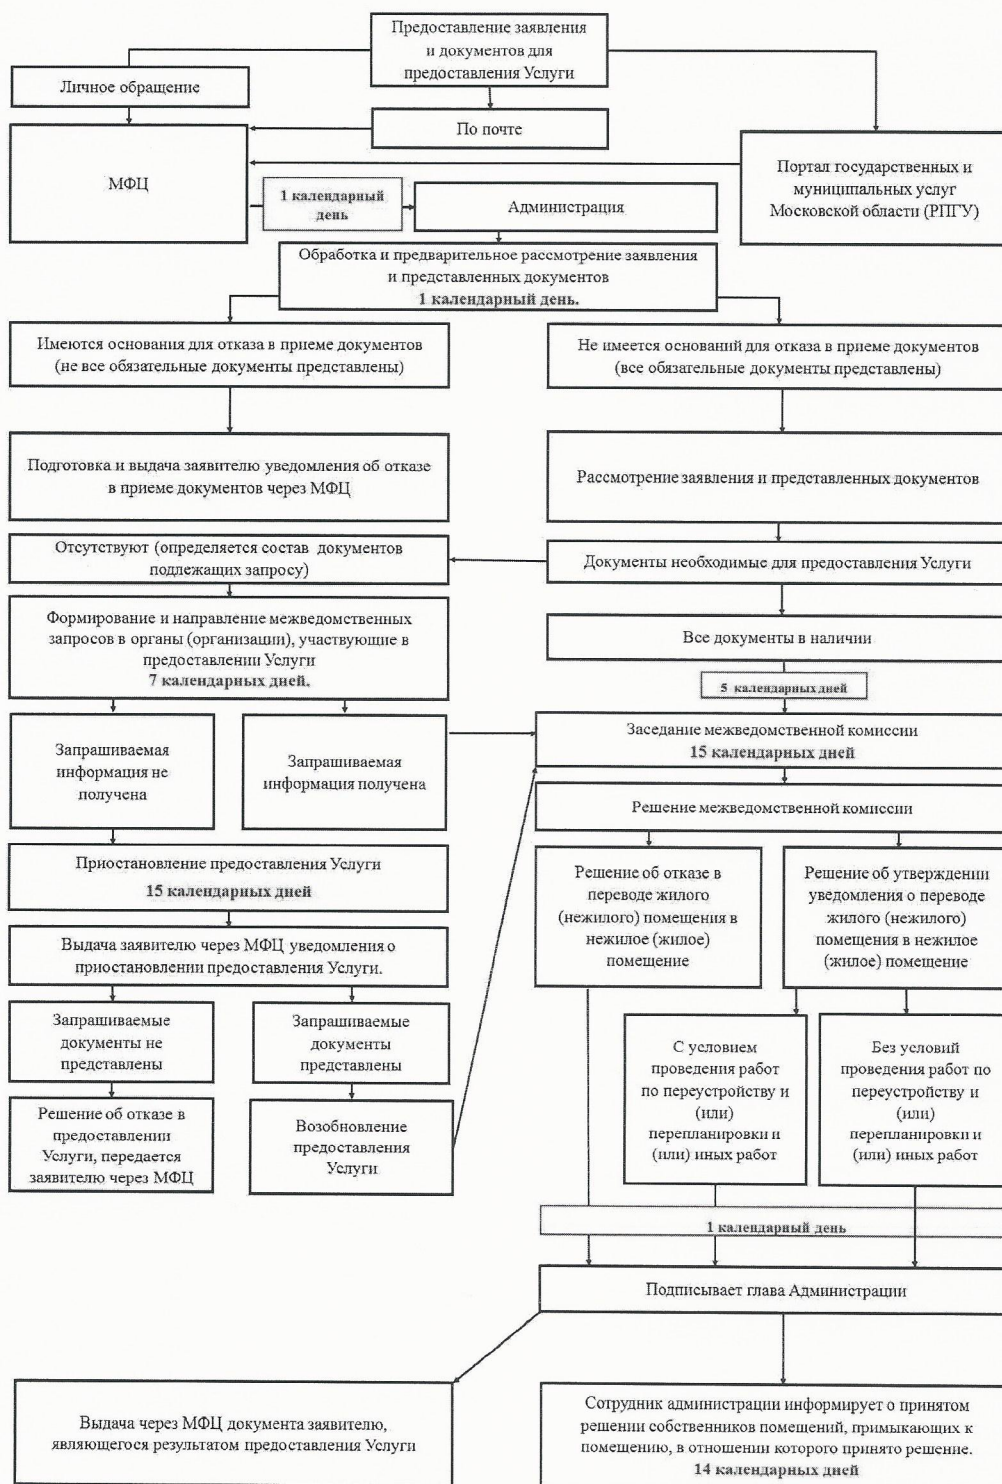 Предоставление заявления
и документов для
предоставления Услуги
Личное обращение
По почте
МФЦ
Портал государственных и
муниципальных услуг
Московской области (РПГУ)
1 календарный
день
Администрация
Обработка и предварительное рассмотрение заявления
и представленных документов
1 календарный день.
Имеются основания для отказа в приеме документов
(не все обязательные документы представлены)
Не имеется оснований для отказа в приеме документов
(все обязательные документы представлены)
Подготовка и выдача заявителю уведомления об отказе
в приеме документов через МФЦ
Рассмотрение заявления и представленных документов
Отсутствуют (определяется состав документов
подлежащих запросу)
Документы необходимые для предоставления Услуги
Формирование и направление межведомственных
запросов в органы (организации), участвующие в
предоставлении Услуги
7 календарных дней.
Все документы в наличии
5 календарных дней
Запрашиваемая
информация не
получена
Запрашиваемая
информация получена
Заседание межведомственной комиссии
15 календарных дней
Решение межведомственной комиссии
Приостановление предоставления Услуги
15 календарных дней
Решение об отказе в
переводе жилого
(нежилого) помещения в
нежилое (жилое)
помещение
Решение об утверждении
уведомления о переводе
жилого (нежилого)
помещения в нежилое
(жилое) помещение
Выдача заявителю через МФЦ уведомления о
приостановлении предоставления Услуги.
Запрашиваемые
документы не
представлены
Запрашиваемые
документы
представлены
С условием
проведения работ
по переустройству и
(или)
перепланировки и
(или) иных работ
Без условий
проведения работ по
переустройству и
(или)
перепланировки и
(или) иных работ
Решение об отказе в
предоставлении
Услуги, передается
заявителю через МФЦ
Возобновление
предоставления
Услуги
1 календарный день
Подписывает глава Администрации
Выдача через МФЦ документа заявителю,
являющегося результатом предоставления Услуги
Сотрудник администрации информирует о принятом
решении собственников помещений, примыкающих к
помещению, в отношении которого принято решение.
14 календарных дней